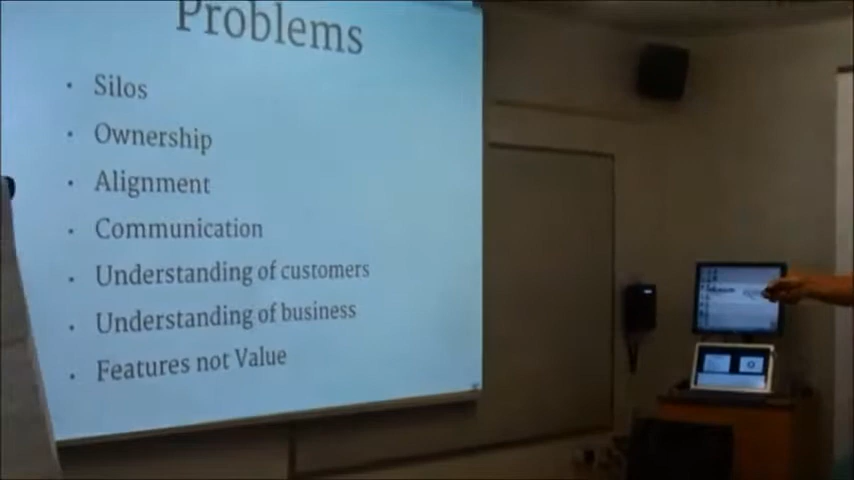 Problems
• Silos
• Ownership
• Alignment
• Communication
• Understanding of customers
• Understanding of business
• Features not Value